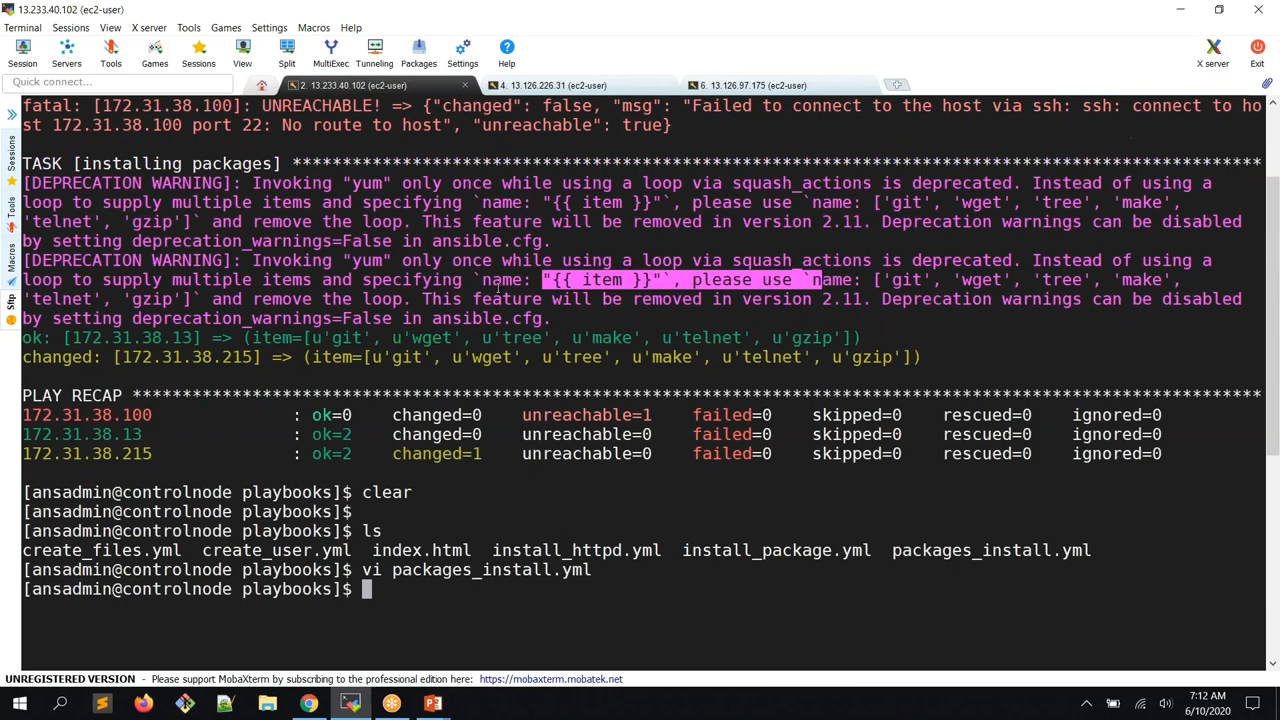 13.233.40.102 (ec2-user)
Terminal Sessions View X server Tools Games Settings Macros Help
Session Servers Tools Games Sessions View Split MultiExec Tunneling Packages Settings Help X server Exit
Quick connect... 2. 13.233.40.102 (ec2-user) 4. 13.126.226.31 (ec2-user) 6. 13.126.97.175 (ec2-user)
Sessions
Tools
Macros
Sftp
fatal: [172.31.38.100]: UNREACHABLE! => {"changed": false, "msg": "Failed to connect to the host via ssh: ssh: connect to ho
st 172.31.38.100 port 22: No route to host", "unreachable": true}
TASK [installing packages] *************************************************************************************************
[DEPRECATION WARNING]: Invoking "yum" only once while using a loop via squash_actions is deprecated. Instead of using a
loop to supply multiple items and specifying `name: "{{ item }}"`, please use `name: ['git', 'wget', 'tree', 'make',
'telnet', 'gzip']` and remove the loop. This feature will be removed in version 2.11. Deprecation warnings can be disabled
by setting deprecation_warnings=False in ansible.cfg.
[DEPRECATION WARNING]: Invoking "yum" only once while using a loop via squash_actions is deprecated. Instead of using a
loop to supply multiple items and specifying `name: "{{ item }}"`, please use `name: ['git', 'wget', 'tree', 'make',
'telnet', 'gzip']` and remove the loop. This feature will be removed in version 2.11. Deprecation warnings can be disabled
by setting deprecation_warnings=False in ansible.cfg.
ok: [172.31.38.13] => (item=[u'git', u'wget', u'tree', u'make', u'telnet', u'gzip'])
changed: [172.31.38.215] => (item=[u'git', u'wget', u'tree', u'make', u'telnet', u'gzip'])
PLAY RECAP *****************************************************************************************************************
172.31.38.100 : ok=0 changed=0 unreachable=1 failed=0 skipped=0 rescued=0 ignored=0
172.31.38.13 : ok=2 changed=0 unreachable=0 failed=0 skipped=0 rescued=0 ignored=0
172.31.38.215 : ok=2 changed=1 unreachable=0 failed=0 skipped=0 rescued=0 ignored=0
[ansadmin@controlnode playbooks]$ clear
[ansadmin@controlnode playbooks]$
[ansadmin@controlnode playbooks]$ ls
create_files.yml create_user.yml index.html install_httpd.yml install_package.yml packages_install.yml
[ansadmin@controlnode playbooks]$ vi packages_install.yml
[ansadmin@controlnode playbooks]$
UNREGISTERED VERSION - Please support MobaXterm by subscribing to the professional edition here: https://mobaxterm.mobatek.net
7:12 AM
6/10/2020